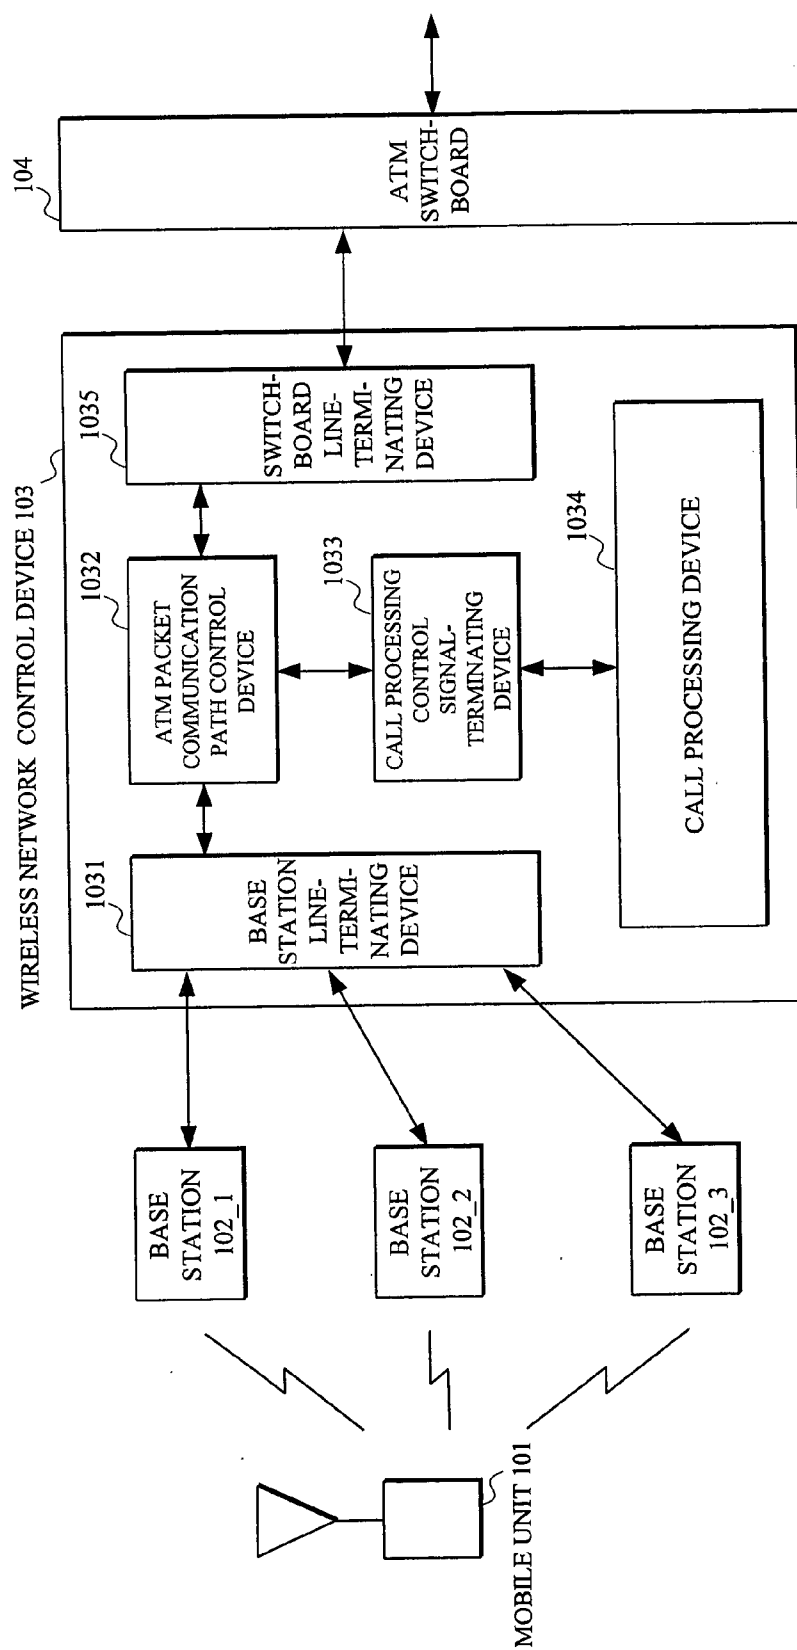 WIRELESS NETWORK CONTROL DEVICE 103
104
1031
1032
1035
BASE
STATION
102_1
BASE
STATION
LINE-
TERMI-
NATING
DEVICE
ATM PACKET
COMMUNICATION
PATH CONTROL
DEVICE
SWITCH-
BOARD
LINE-
TERMI-
NATING
DEVICE
ATM
SWITCH-
BOARD
1033
CALL PROCESSING
CONTROL
SIGNAL-
TERMINATING
DEVICE
BASE
STATION
102_2
MOBILE UNIT 101
1034
CALL PROCESSING DEVICE
BASE
STATION
102_3